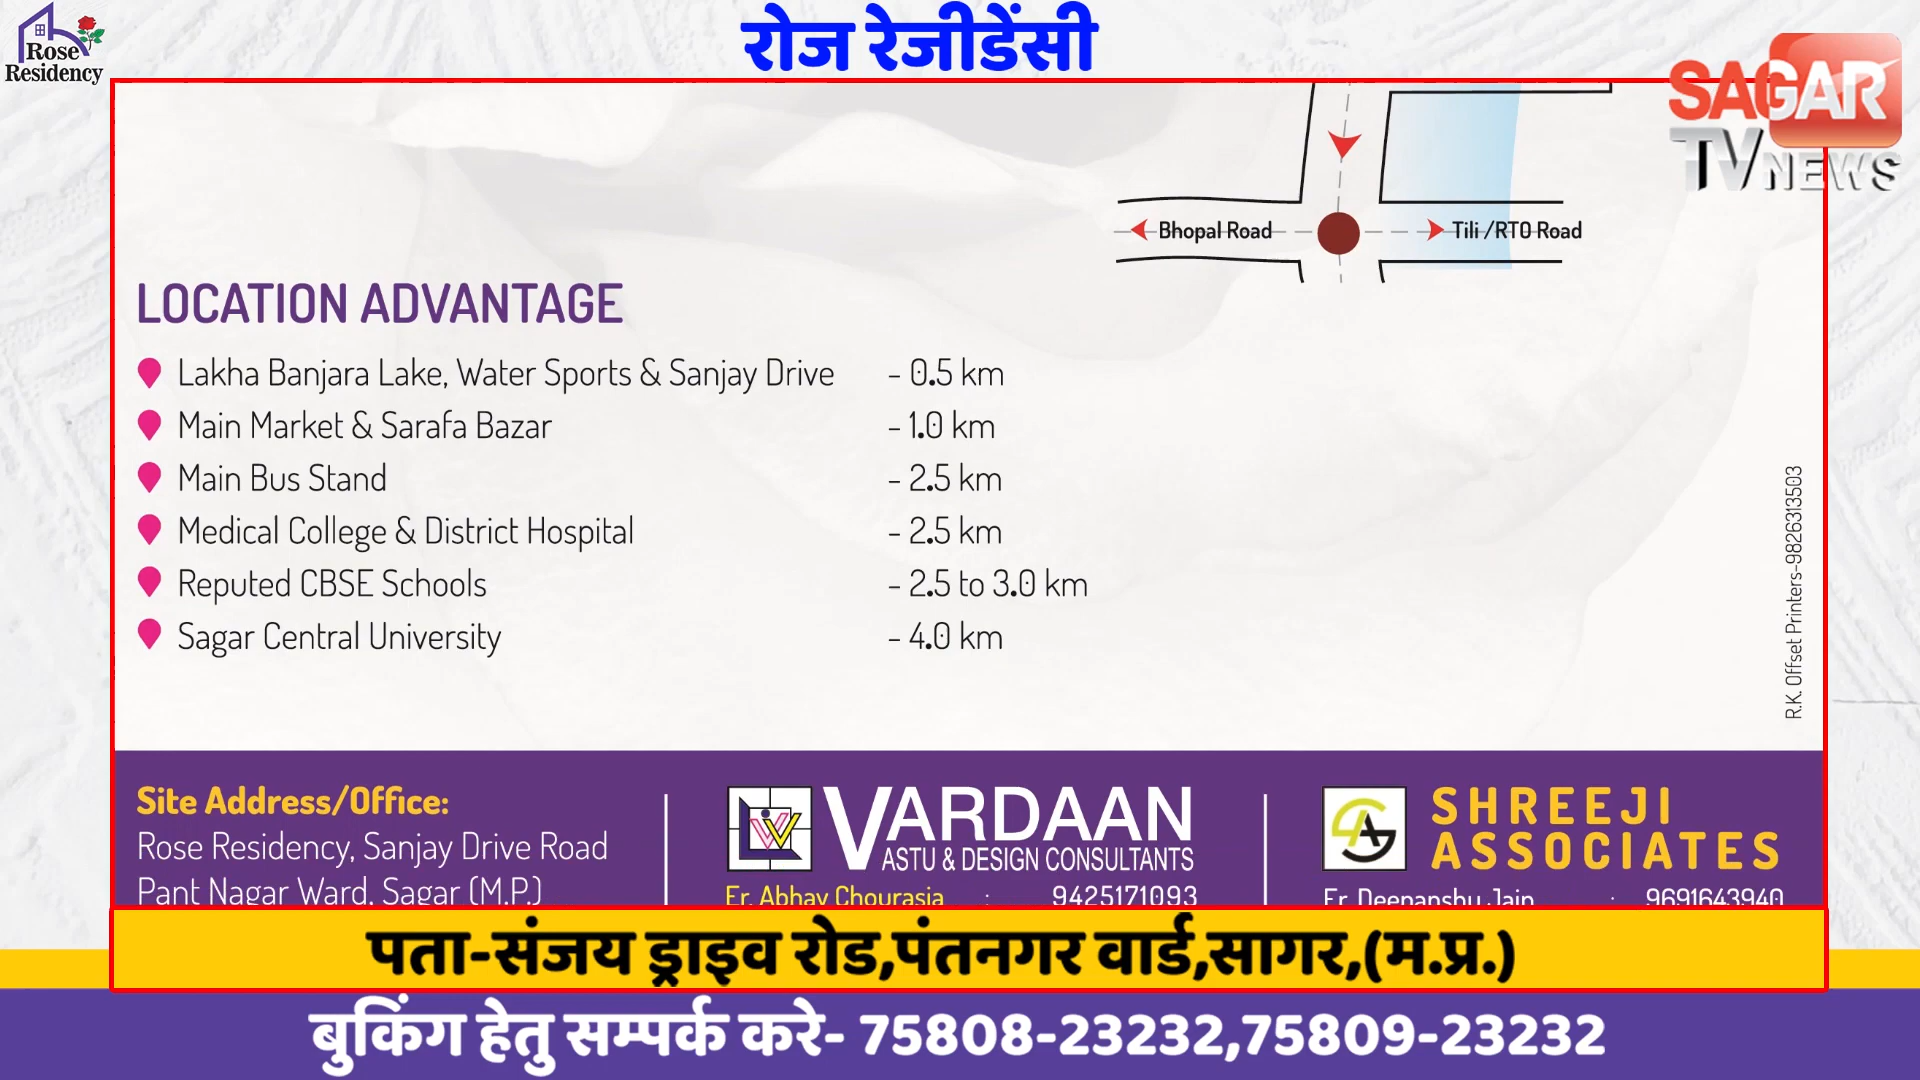 Rose
Residency
रोज रेजीडेंसी
SAGAR
TV NEWS
Bhopal Road
Tili /RTO Road
LOCATION ADVANTAGE
Lakha Banjara Lake, Water Sports & Sanjay Drive - 0.5 km
Main Market & Sarafa Bazar - 1.0 km
Main Bus Stand - 2.5 km
Medical College & District Hospital - 2.5 km
Reputed CBSE Schools - 2.5 to 3.0 km
Sagar Central University - 4.0 km
R.K. Offset Printers-9826313503
Site Address/Office:
Rose Residency, Sanjay Drive Road
Pant Nagar Ward, Sagar (M.P.)
VARDAAN
VASTU & DESIGN CONSULTANTS
Er. Abhay Chourasia : 9425171093
SHREEJI
ASSOCIATES
Er. Deepanshu Jain : 9691643940
पता-संजय ड्राइव रोड,पंतनगर वार्ड,सागर,(म.प्र.)
बुकिंग हेतु सम्पर्क करे- 75808-23232,75809-23232